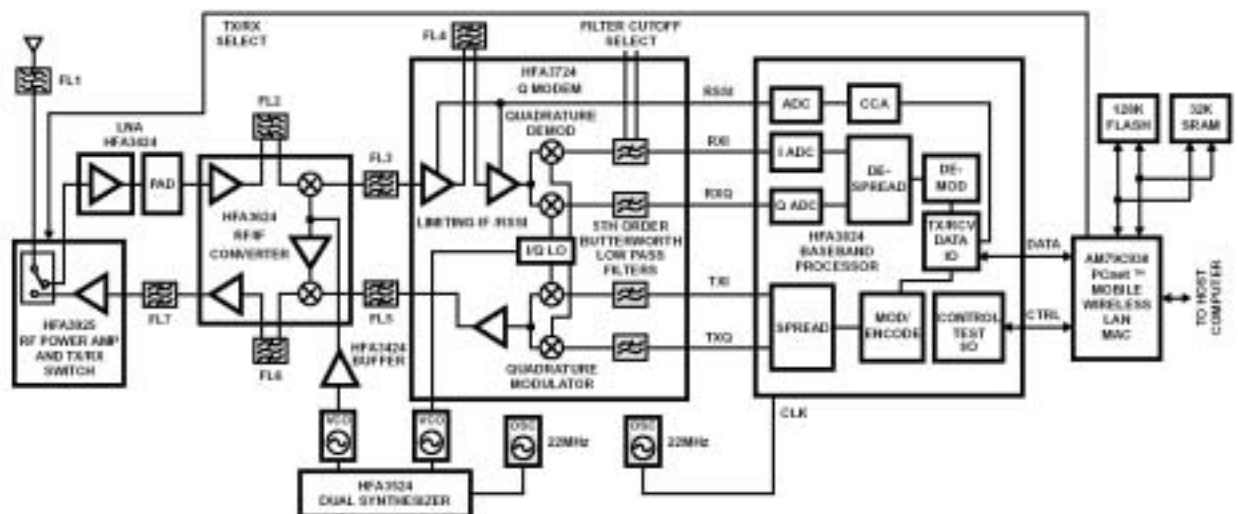 TX/RX
SELECT
FL1
FL2
FL4
FILTER CUTOFF
SELECT
HFA3724
Q MODEM
QUADRATURE
DEMOD
RSSI
ADC
CCA
128K
FLASH
32K
SRAM
LNA
HFA3424
PAD
FL3
RXI
I ADC
DE-
SPREAD
DE-
MOD
RXQ
Q ADC
HFA3624
RF/IF
CONVERTER
LIMITING IF /RSSI
I/Q LO
5TH ORDER
BUTTERWORTH
LOW PASS
FILTERS
HFA3824
BASEBAND
PROCESSOR
TX/RCV
DATA
IO
DATA
AM79C930
PCnet ™
MOBILE
WIRELESS
LAN
MAC
TO HOST
COMPUTER
FL7
FL5
TXI
HFA3925
RF POWER AMP
AND TX/RX
SWITCH
FL6
HFA3424
BUFFER
QUADRATURE
MODULATOR
TXQ
SPREAD
MOD/
ENCODE
CONTROL
TEST
I/O
CTRL
CLK
VCO
VCO
OSC
22MHz
OSC
22MHz
HFA3524
DUAL SYNTHESIZER